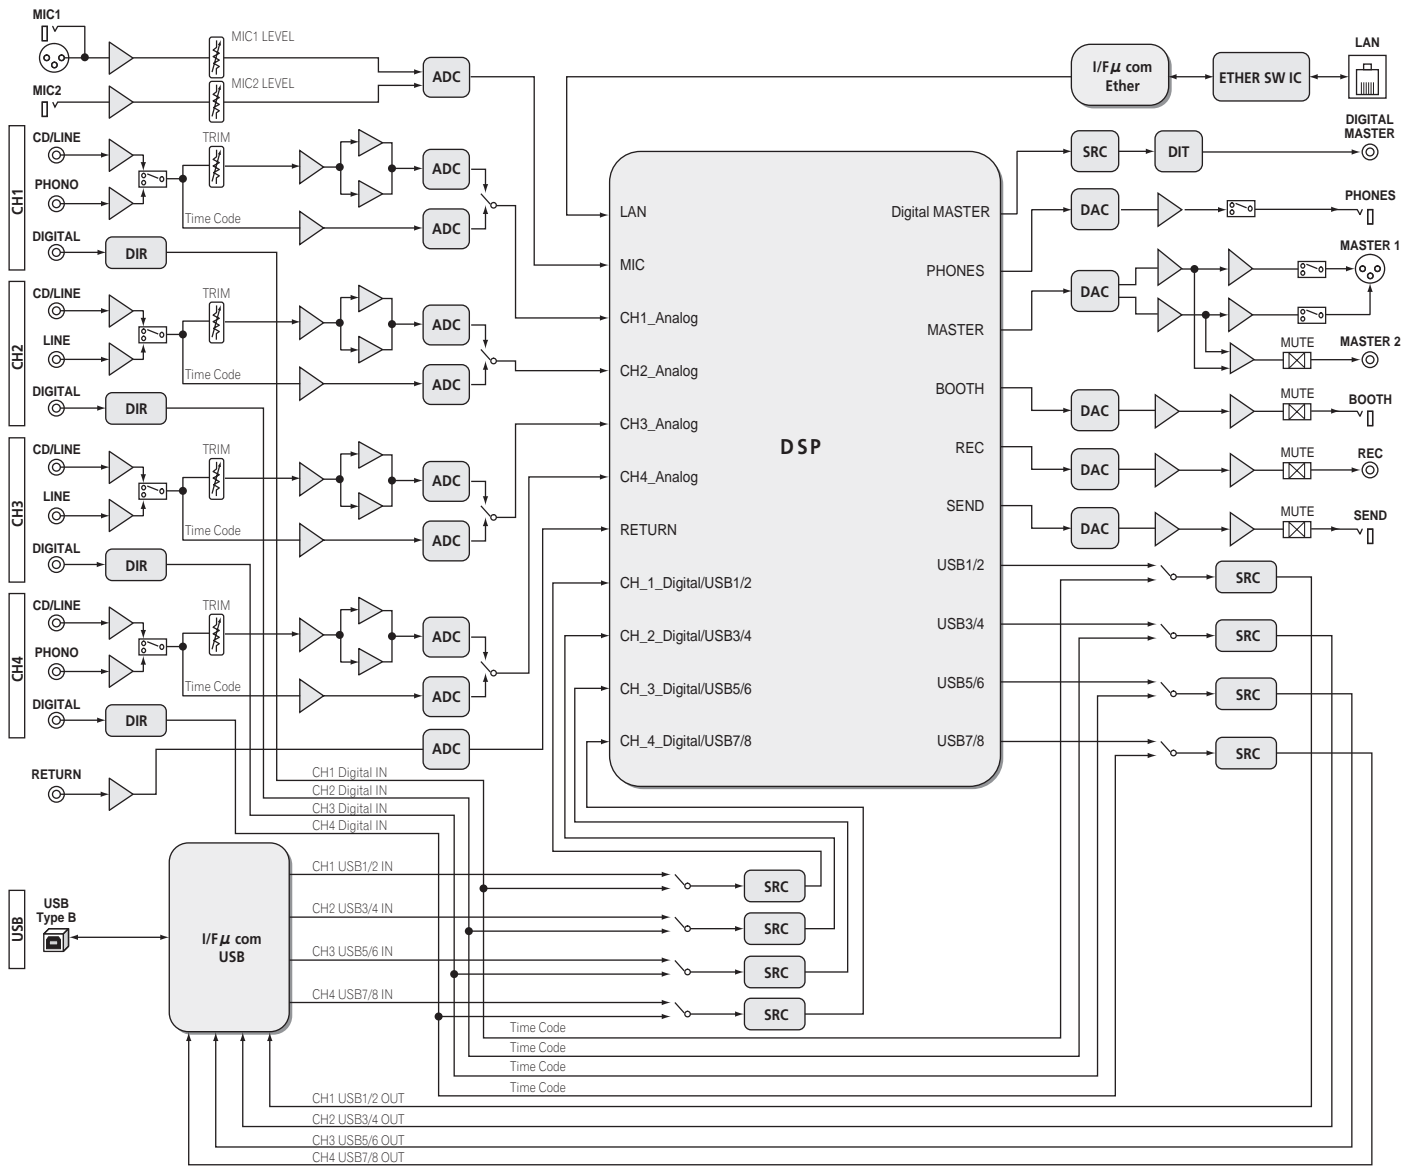 MIC1
MIC1 LEVEL
ADC
MIC2
MIC2 LEVEL
I/F μ com
Ether
ETHER SW IC
LAN
CH1
CD/LINE
TRIM
ADC
PHONO
Time Code
ADC
DIGITAL
DIR
CH2
CD/LINE
TRIM
ADC
LINE
Time Code
ADC
DIGITAL
DIR
CH3
CD/LINE
TRIM
ADC
LINE
Time Code
ADC
DIGITAL
DIR
CH4
CD/LINE
TRIM
ADC
PHONO
Time Code
ADC
DIGITAL
DIR
RETURN
ADC
DSP
LAN
MIC
CH1_Analog
CH2_Analog
CH3_Analog
CH4_Analog
RETURN
CH_1_Digital/USB1/2
CH_2_Digital/USB3/4
CH_3_Digital/USB5/6
CH_4_Digital/USB7/8
Digital MASTER
PHONES
MASTER
BOOTH
REC
SEND
USB1/2
USB3/4
USB5/6
USB7/8
SRC
DIT
DIGITAL
MASTER
DAC
PHONES
DAC
MASTER 1
MUTE
MASTER 2
DAC
MUTE
BOOTH
DAC
MUTE
REC
DAC
MUTE
SEND
SRC
SRC
SRC
SRC
CH1 Digital IN
CH2 Digital IN
CH3 Digital IN
CH4 Digital IN
USB
USB
Type B
I/F μ com
USB
CH1 USB1/2 IN
SRC
CH2 USB3/4 IN
SRC
CH3 USB5/6 IN
SRC
CH4 USB7/8 IN
SRC
Time Code
Time Code
Time Code
Time Code
CH1 USB1/2 OUT
CH2 USB3/4 OUT
CH3 USB5/6 OUT
CH4 USB7/8 OUT